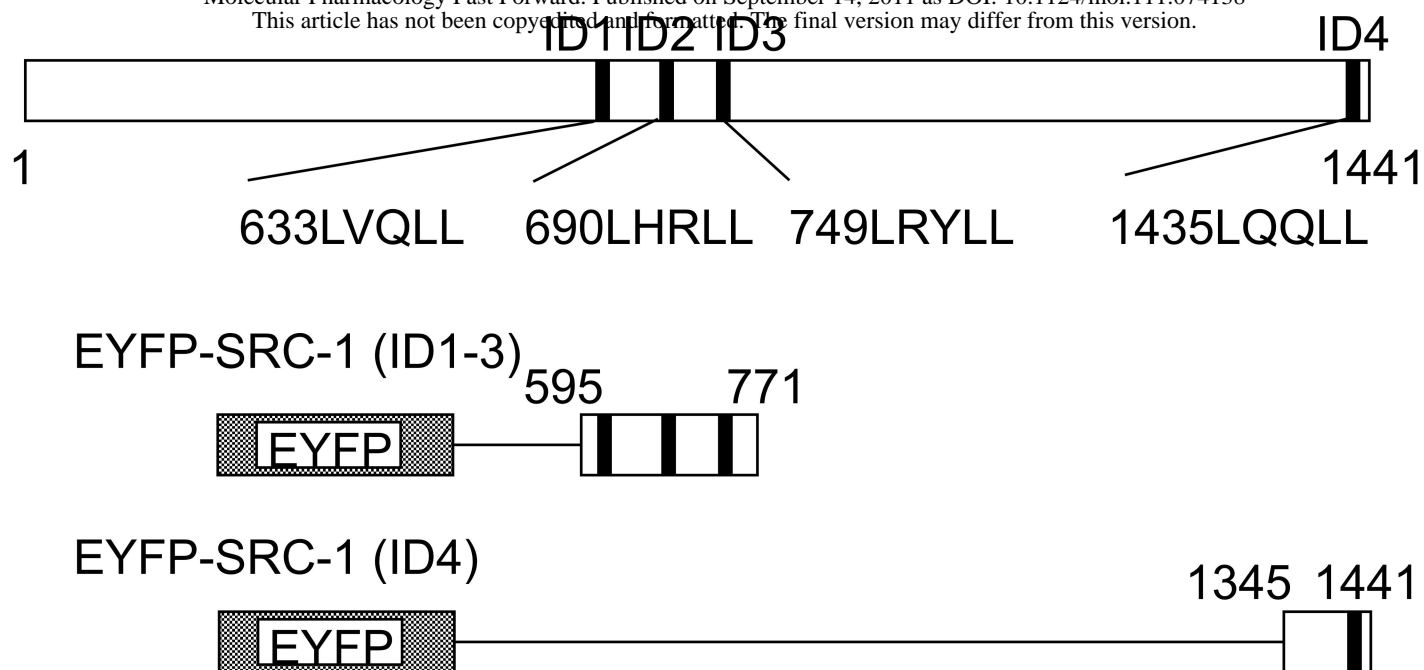 This article has not been copyedited and formatted. The final version may differ from this version.
ID1 ID2 ID3 ID4
1 1441
633LVQLL 690LHRLL 749LRYLL 1435LQQLL
EYFP-SRC-1 (ID1-3)
595 771
EYFP
EYFP-SRC-1 (ID4)
1345 1441
EYFP